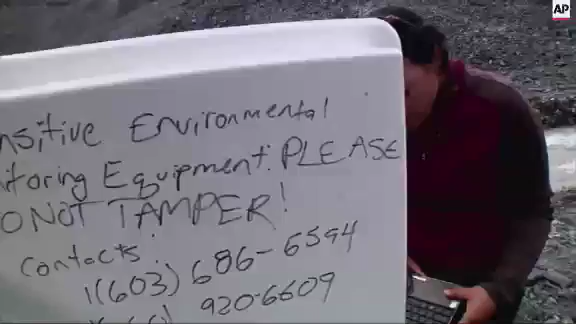 AP
nsitive Environmental
itoring Equipment. PLEASE
O NOT TAMPER!
Contacts:
1(603) 686-6594
920-6609